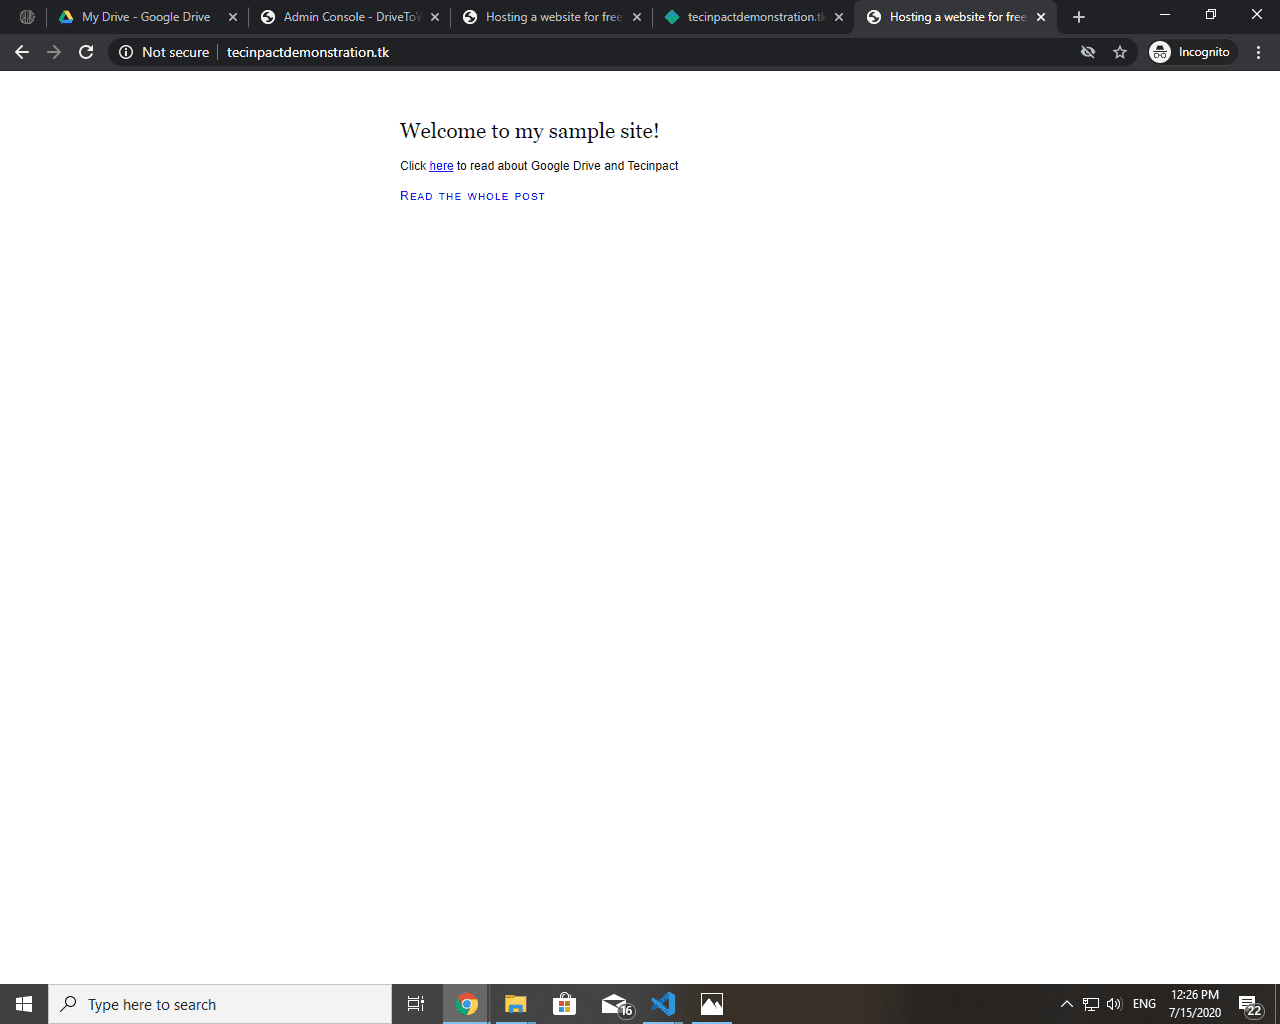 My Drive - Google Drive
Admin Console - DriveToW
Hosting a website for free
tecinpactdemonstration.tk
Hosting a website for free
Not secure
tecinpactdemonstration.tk
Incognito
Welcome to my sample site!
Click here to read about Google Drive and Tecinpact
Read the whole post
Type here to search
16
ENG
12:26 PM
7/15/2020
22